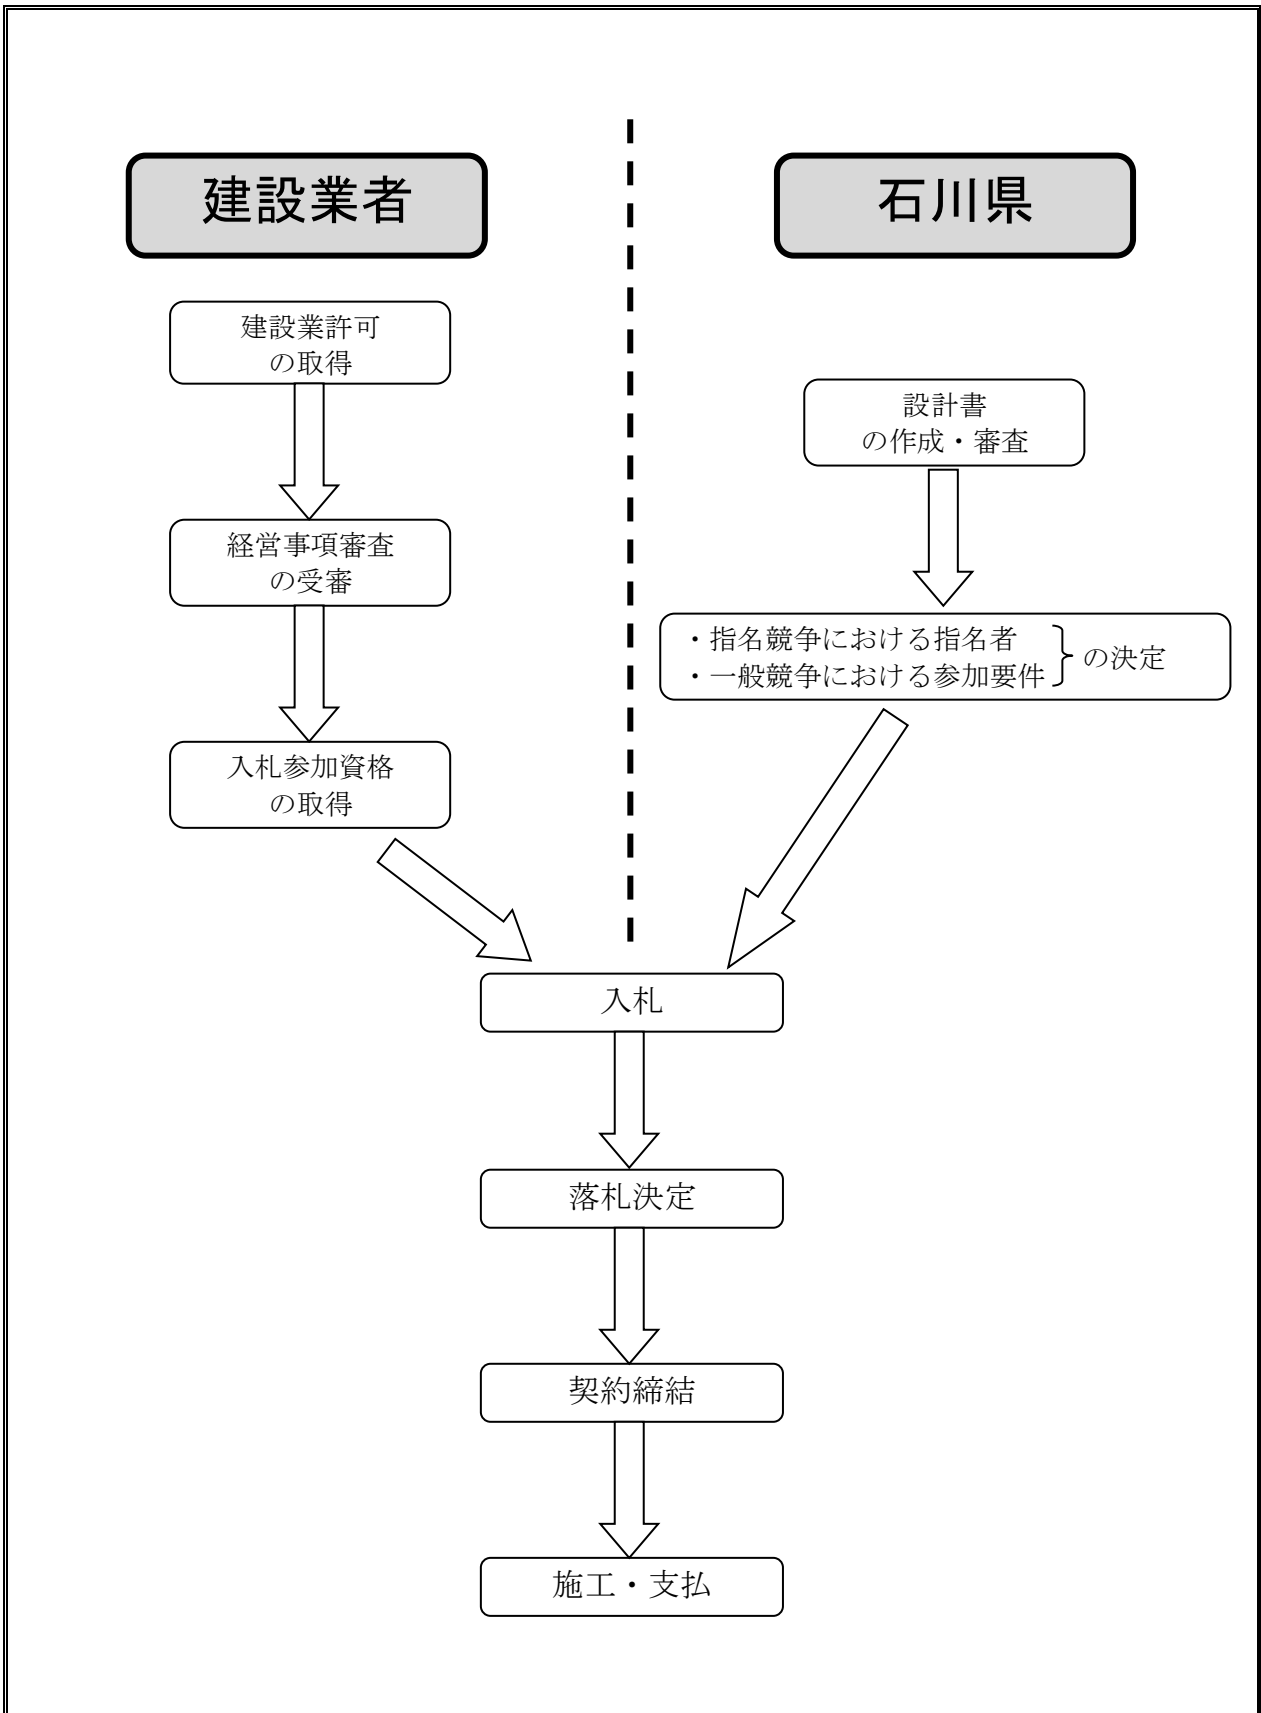 建設業者
石川県
建設業許可
の取得
経営事項審査
の受審
入札参加資格
の取得
設計書
の作成・審査
・指名競争における指名者
・一般競争における参加要件
の決定
入札
落札決定
契約締結
施工・支払